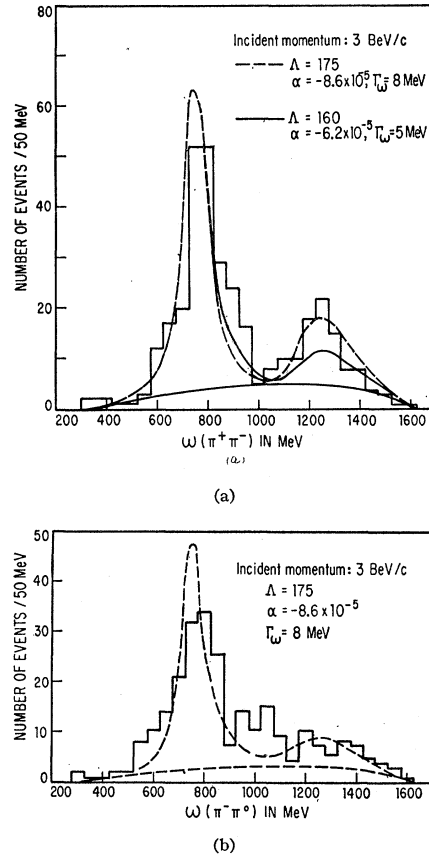 Incident momentum: 3 BeV/c
Λ = 175
α = -8.6x10⁻⁵, Γω = 8 MeV
Λ = 160
α = -6.2x10⁻⁵, Γω = 5 MeV
NUMBER OF EVENTS / 50 MEV
80
60
40
20
0
200 400 600 800 1000 1200 1400 1600
ω (π⁺π⁻) IN MeV
(a)
(a)
Incident momentum: 3 BeV/c
Λ = 175
α = -8.6 x 10⁻⁵
Γω = 8 MeV
NUMBER OF EVENTS / 50 MeV
50
40
30
20
10
0
200 400 600 800 1000 1200 1400 1600
ω (π⁻π⁰) IN MeV
(b)